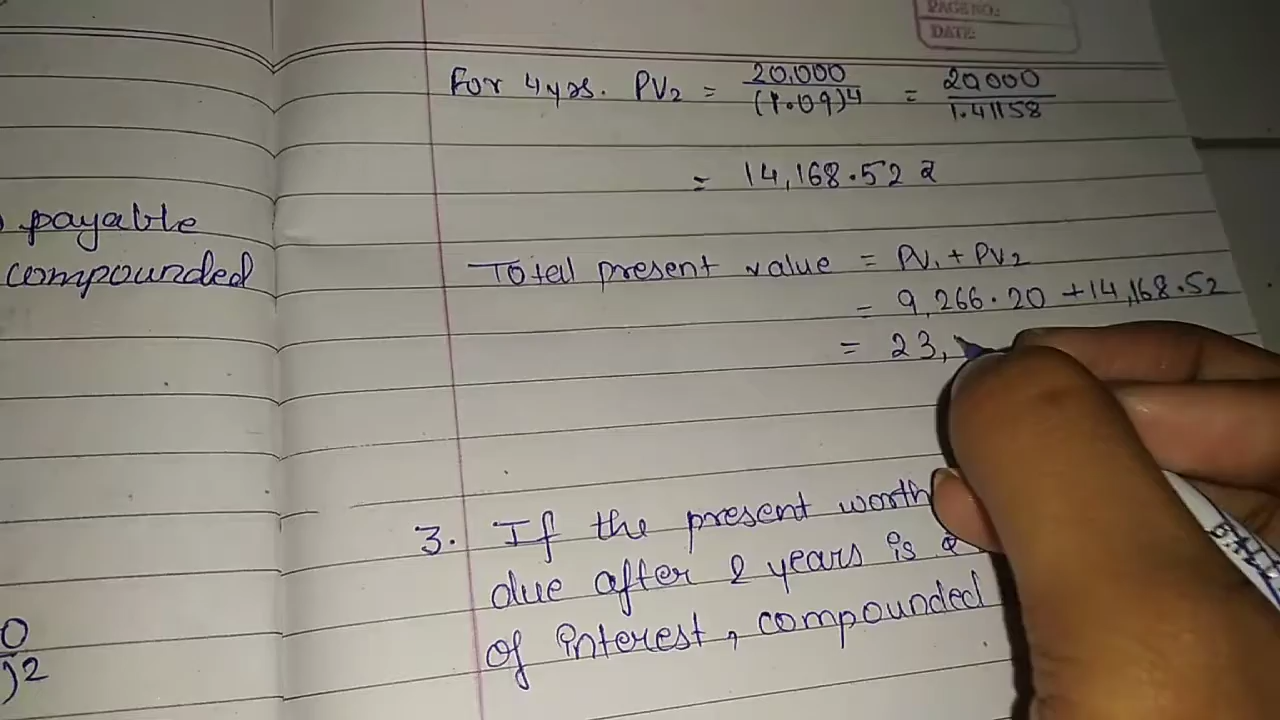 PAGE NO.:
DATE:
For 4yrs. PV2 = 20,000/(1.09)4 = 20000/1.41158
= 14,168.52 ₹
payable
compounded
Total present value = PV1 + PV2
= 9,266.20 + 14,168.52
= 23,
3. If the present worth
due after 2 years is ₹
of interest, compounded
0
)2